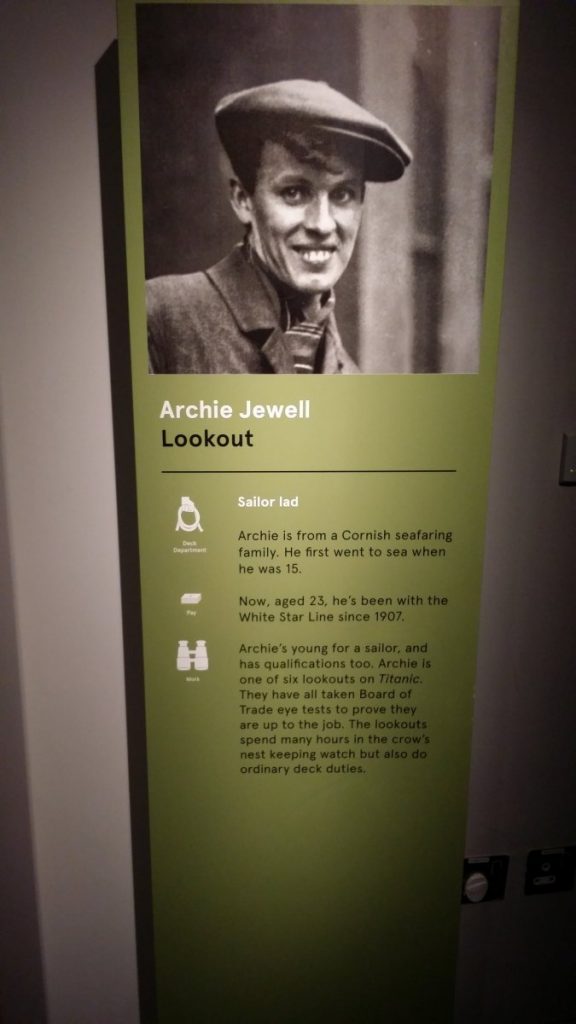 Archie Jewell
Lookout
Sailor lad
Deck
Department
Archie is from a Cornish seafaring
family. He first went to sea when
he was 15.
Pay
Now, aged 23, he's been with the
White Star Line since 1907.
Work
Archie's young for a sailor, and
has qualifications too. Archie is
one of six lookouts on Titanic.
They have all taken Board of
Trade eye tests to prove they
are up to the job. The lookouts
spend many hours in the crow's
nest keeping watch but also do
ordinary deck duties.